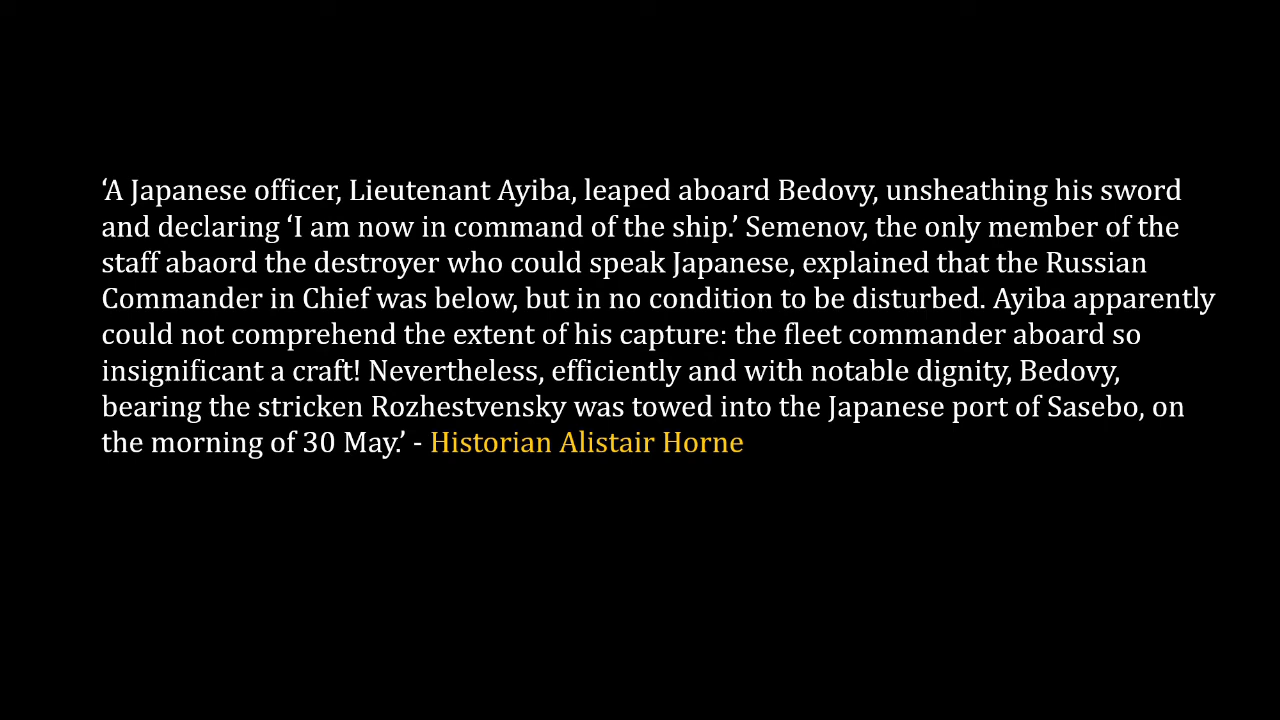 ‘A Japanese officer, Lieutenant Ayiba, leaped aboard Bedovy, unsheathing his sword
and declaring ‘I am now in command of the ship.’ Semenov, the only member of the
staff abaord the destroyer who could speak Japanese, explained that the Russian
Commander in Chief was below, but in no condition to be disturbed. Ayiba apparently
could not comprehend the extent of his capture: the fleet commander aboard so
insignificant a craft! Nevertheless, efficiently and with notable dignity, Bedovy,
bearing the stricken Rozhestvensky was towed into the Japanese port of Sasebo, on
the morning of 30 May.’ - Historian Alistair Horne